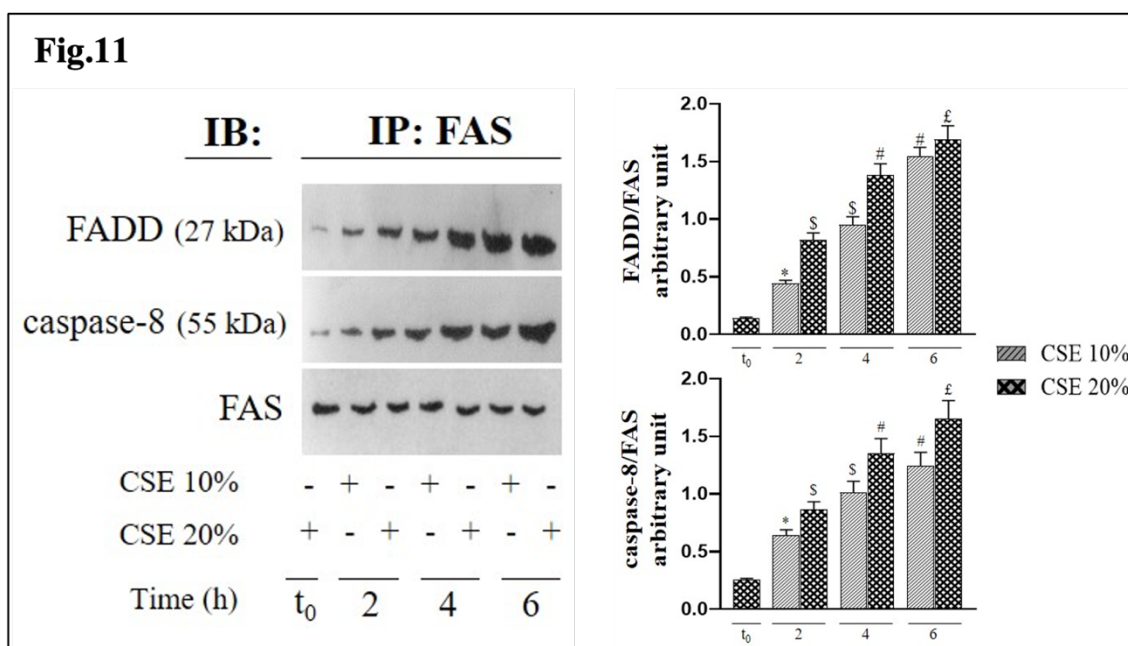 Fig.11
IB: IP: FAS
FADD (27 kDa)
caspase-8 (55 kDa)
FAS
CSE 10% - + - + - + -
CSE 20% + - + - + - +
Time (h) t0 2 4 6
FADD/FAS
arbitrary unit
2.0
1.5
1.0
0.5
0.0
* $ $ # # £
t0 2 4 6
CSE 10%
CSE 20%
caspase-8/FAS
arbitrary unit
2.0
1.5
1.0
0.5
0.0
* $ $ # # £
t0 2 4 6